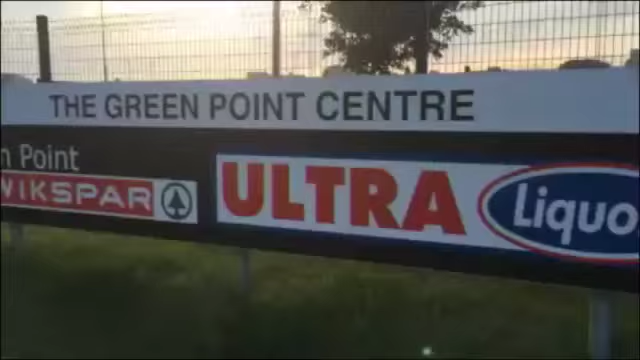 THE GREEN POINT CENTRE
n Point
WIKSPAR
ULTRA
Liquo